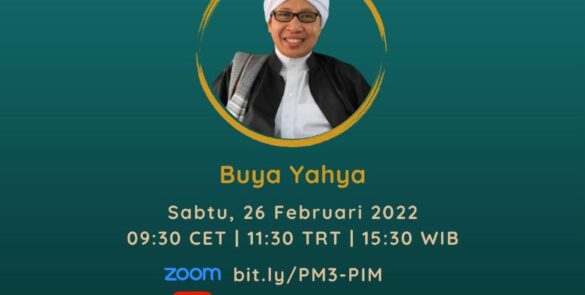 Buya Yahya
Sabtu, 26 Februari 2022
09:30 CET | 11:30 TRT | 15:30 WIB
zoom bit.ly/PM3-PIM